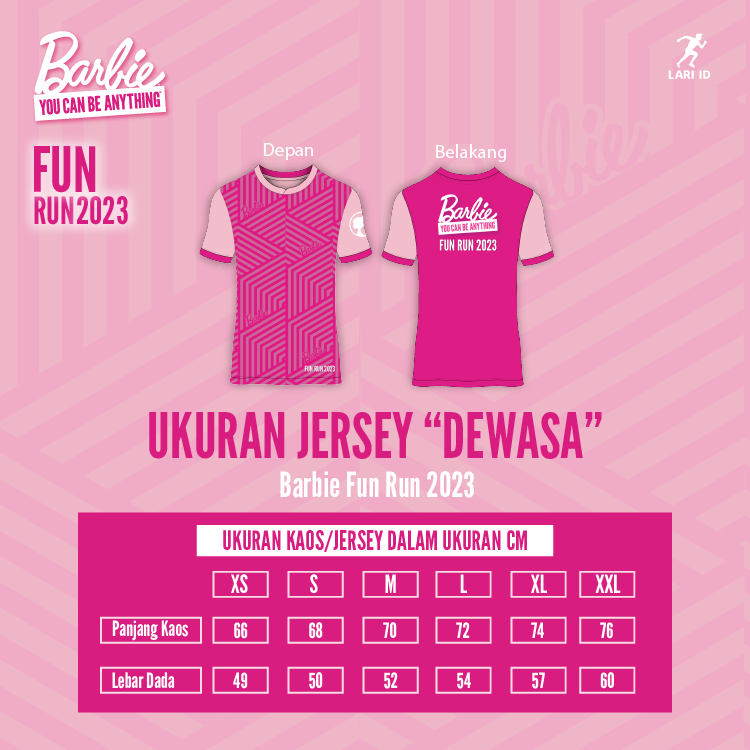 Barbie
YOU CAN BE ANYTHING
LARI ID
FUN
RUN 2023
Depan
Belakang
Barbie
YOU CAN BE ANYTHING
FUN RUN 2023
FUN RUN 2023
Barbie
UKURAN JERSEY “DEWASA”
Barbie Fun Run 2023
UKURAN KAOS/JERSEY DALAM UKURAN CM
XS S M L XL XXL
Panjang Kaos 66 68 70 72 74 76
Lebar Dada 49 50 52 54 57 60